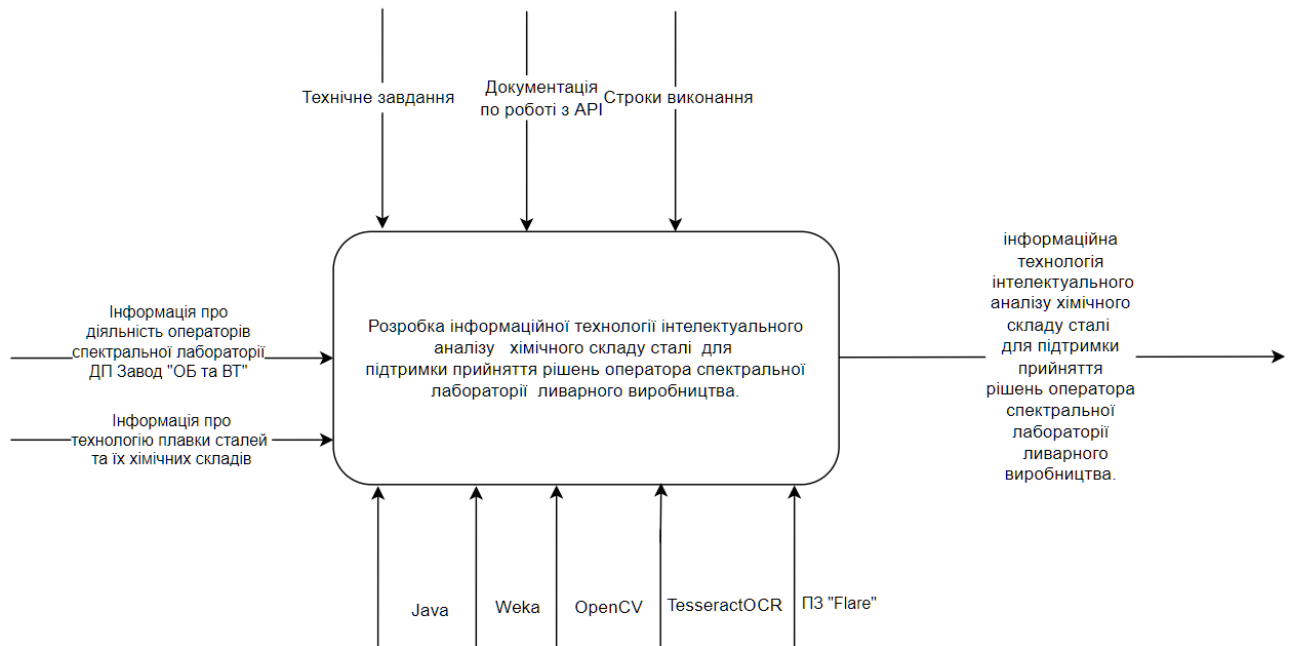 Технічне завдання
Документація
по роботі з API
Строки виконання
Інформація про
діяльність операторів
спектральної лабораторії
ДП Завод "ОБ та ВТ"
Інформація про
технологію плавки сталей
та їх хімічних складів
Розробка інформаційної технології інтелектуального
аналізу хімічного складу сталі для
підтримки прийняття рішень оператора спектральної
лабораторії ливарного виробництва.
інформаційна
технологія
інтелектуального
аналізу хімічного
складу сталі
для підтримки
прийняття
рішень оператора
спектральної
лабораторії
ливарного
виробництва.
Java
Weka
OpenCV
TesseractOCR
ПЗ "Flare"